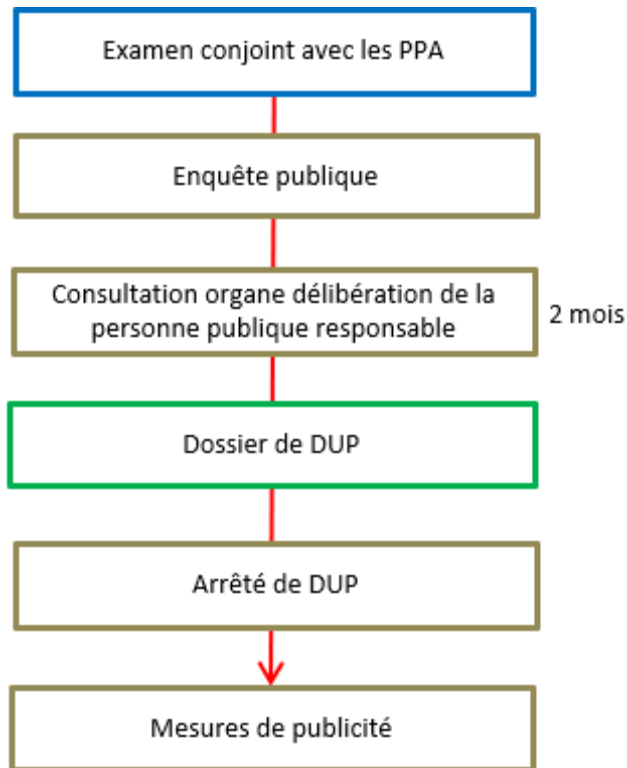 Examen conjoint avec les PPA
Enquête publique
Consultation organe délibération de la
personne publique responsable
2 mois
Dossier de DUP
Arrêté de DUP
Mesures de publicité